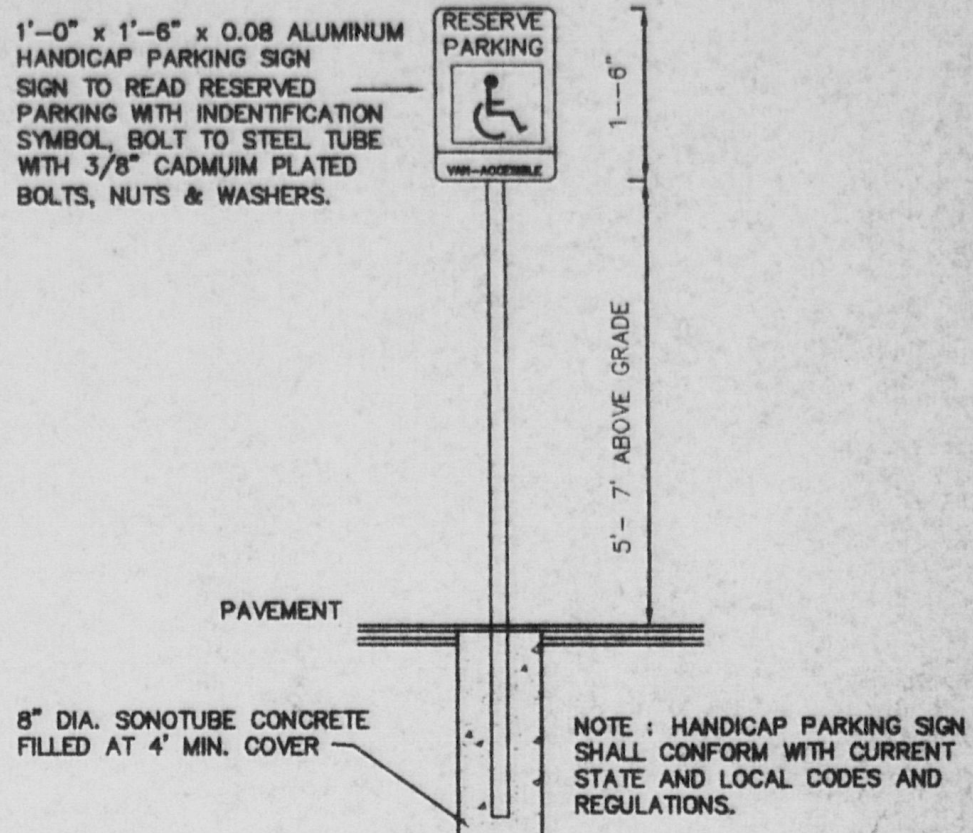 1'-0" x 1'-6" x 0.08 ALUMINUM
HANDICAP PARKING SIGN
SIGN TO READ RESERVED
PARKING WITH INDENTIFICATION
SYMBOL, BOLT TO STEEL TUBE
WITH 3/8" CADMUIM PLATED
BOLTS, NUTS & WASHERS.
RESERVE
PARKING
VAN-ACCESIBLE
1---6"
5'- 7' ABOVE GRADE
PAVEMENT
8" DIA. SONOTUBE CONCRETE
FILLED AT 4' MIN. COVER
NOTE : HANDICAP PARKING SIGN
SHALL CONFORM WITH CURRENT
STATE AND LOCAL CODES AND
REGULATIONS.